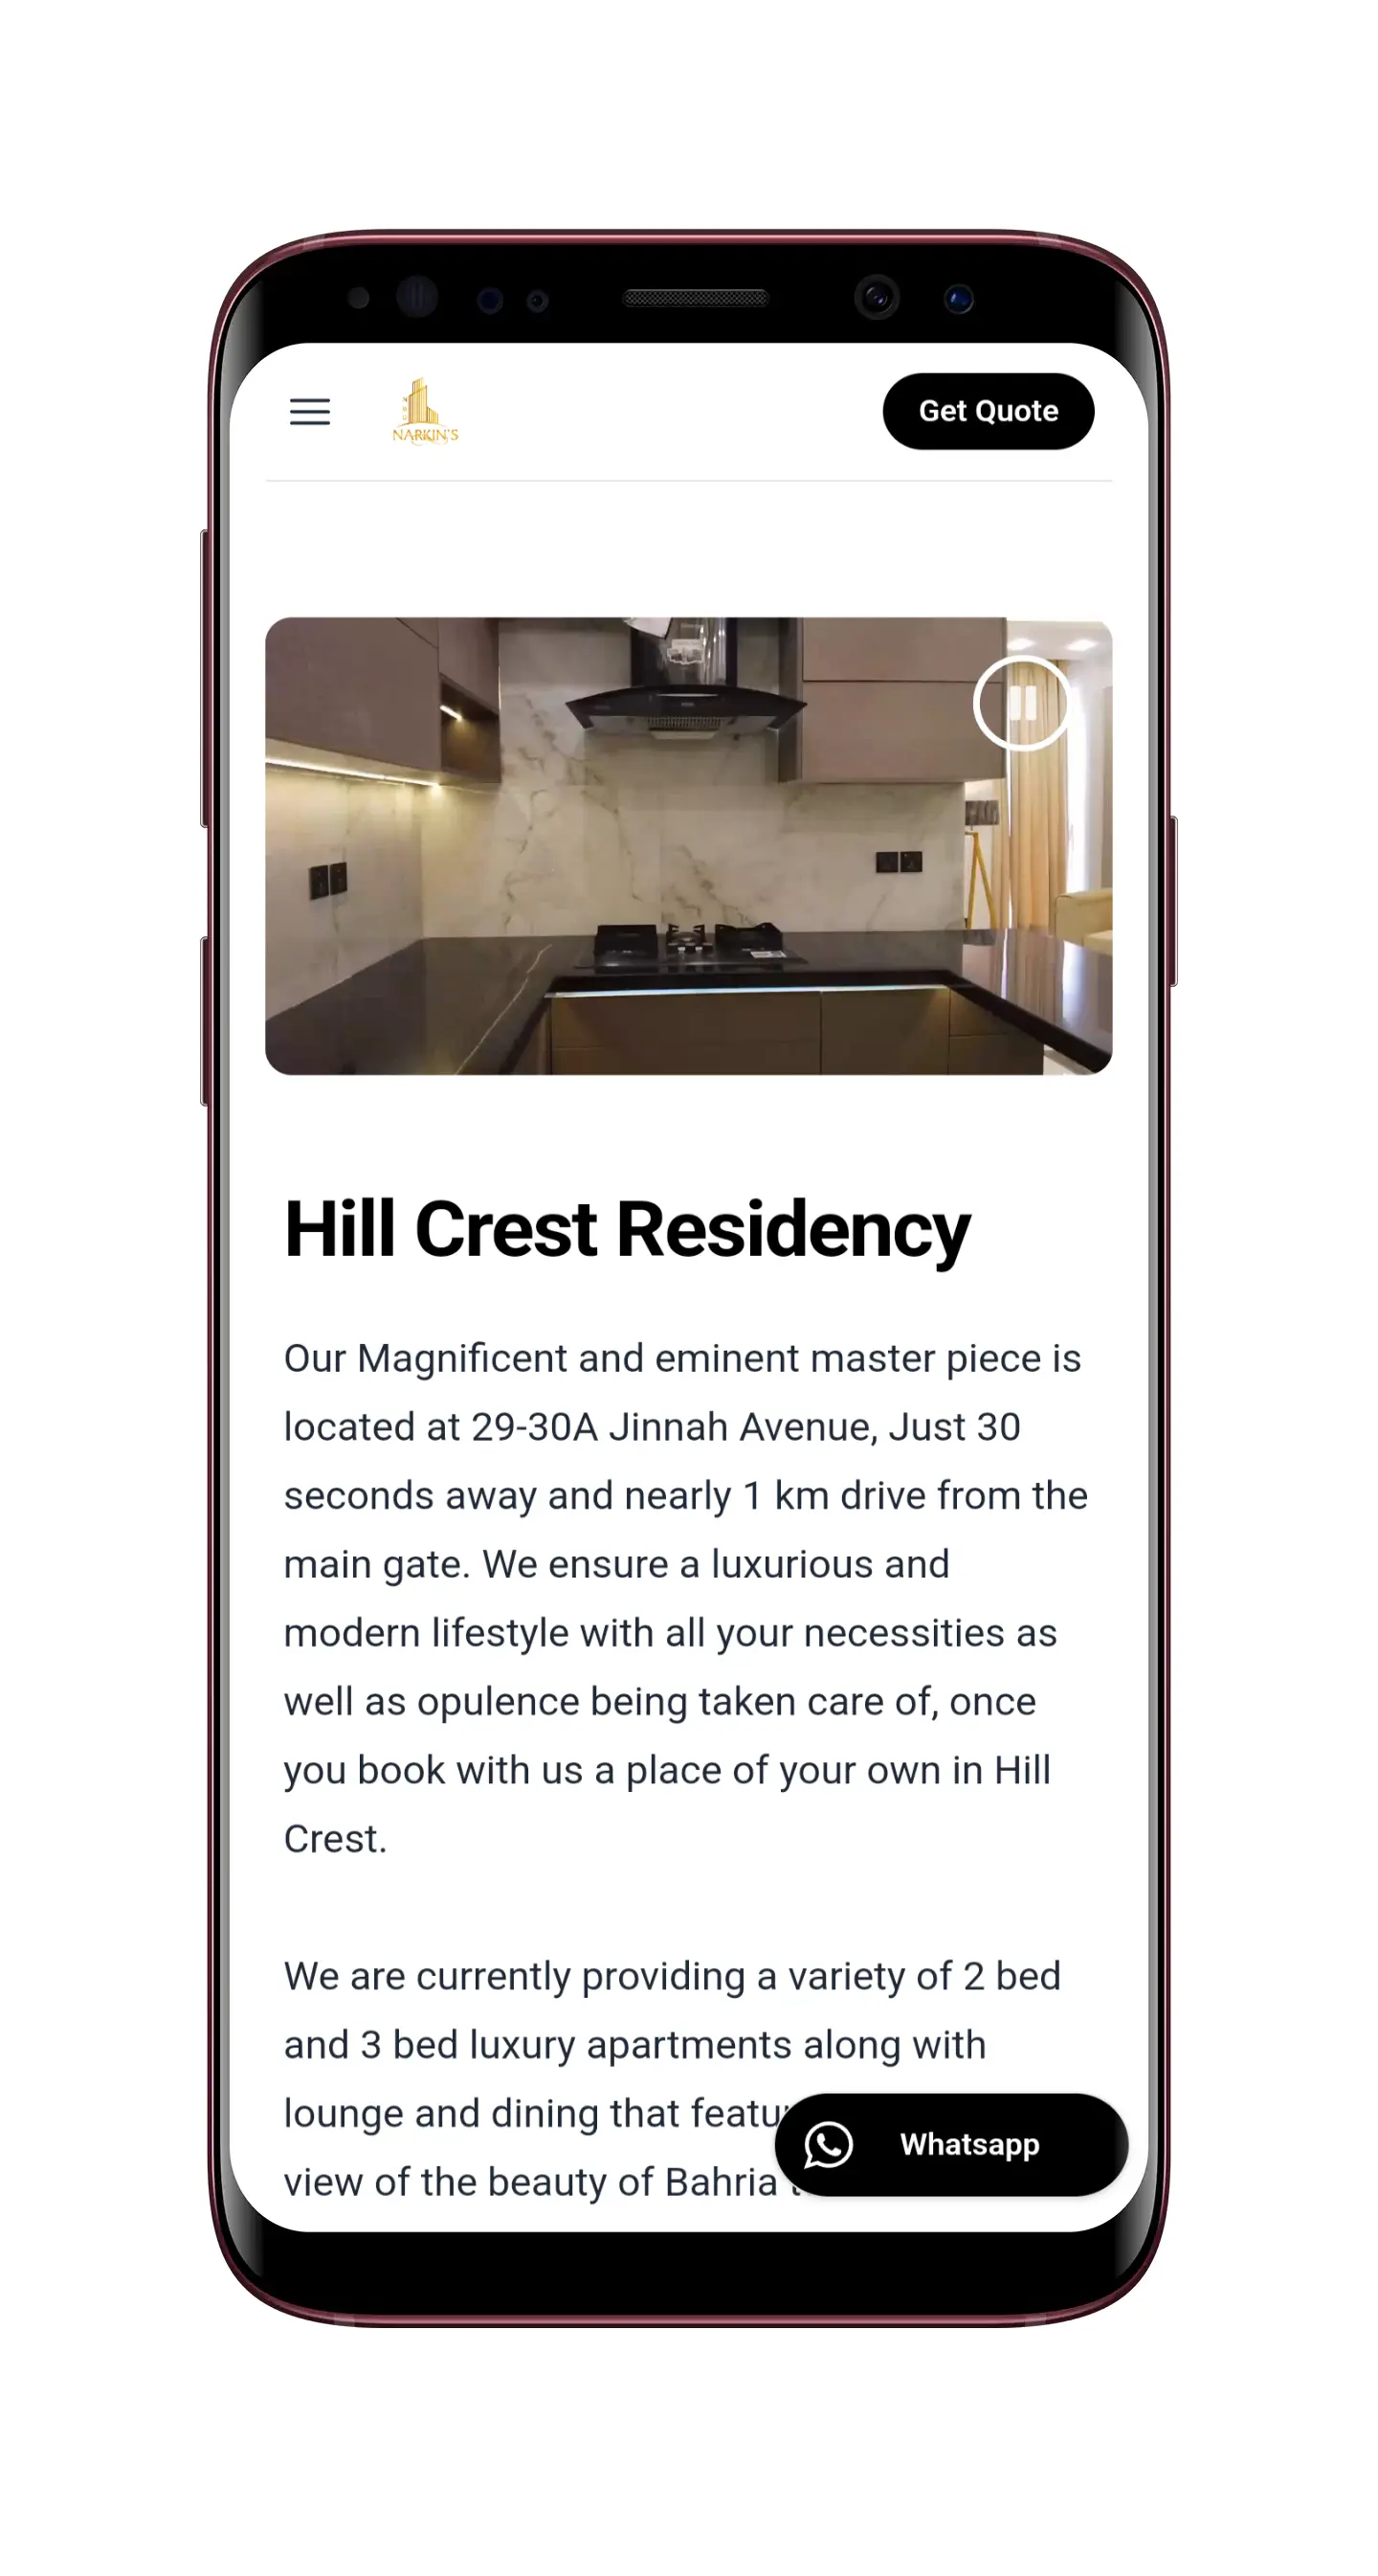 NARKIN'S
Get Quote
Hill Crest Residency
Our Magnificent and eminent master piece is
located at 29-30A Jinnah Avenue, Just 30
seconds away and nearly 1 km drive from the
main gate. We ensure a luxurious and
modern lifestyle with all your necessities as
well as opulence being taken care of, once
you book with us a place of your own in Hill
Crest.
We are currently providing a variety of 2 bed
and 3 bed luxury apartments along with
lounge and dining that
view of the beauty of Bahria
Whatsapp